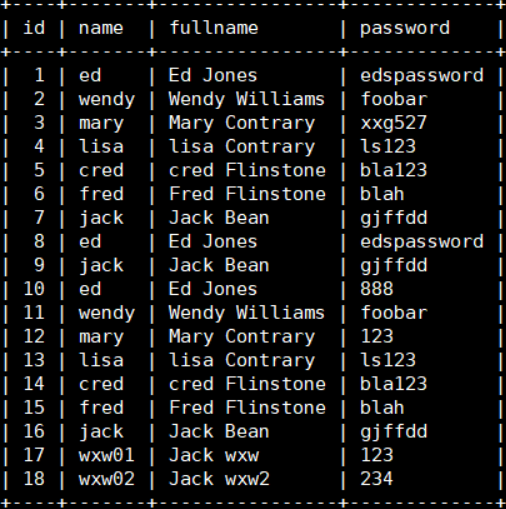 | id | name | fullname | password |
| 1 | ed | Ed Jones | edspassword |
| 2 | wendy | Wendy Williams | foobar |
| 3 | mary | Mary Contrary | xxg527 |
| 4 | lisa | lisa Contrary | ls123 |
| 5 | cred | cred Flinstone | bla123 |
| 6 | fred | Fred Flinstone | blah |
| 7 | jack | Jack Bean | gjffdd |
| 8 | ed | Ed Jones | edspassword |
| 9 | jack | Jack Bean | gjffdd |
| 10 | ed | Ed Jones | 888 |
| 11 | wendy | Wendy Williams | foobar |
| 12 | mary | Mary Contrary | 123 |
| 13 | lisa | lisa Contrary | ls123 |
| 14 | cred | cred Flinstone | bla123 |
| 15 | fred | Fred Flinstone | blah |
| 16 | jack | Jack Bean | gjffdd |
| 17 | wxw01 | Jack wxw | 123 |
| 18 | wxw02 | Jack wxw2 | 234 |